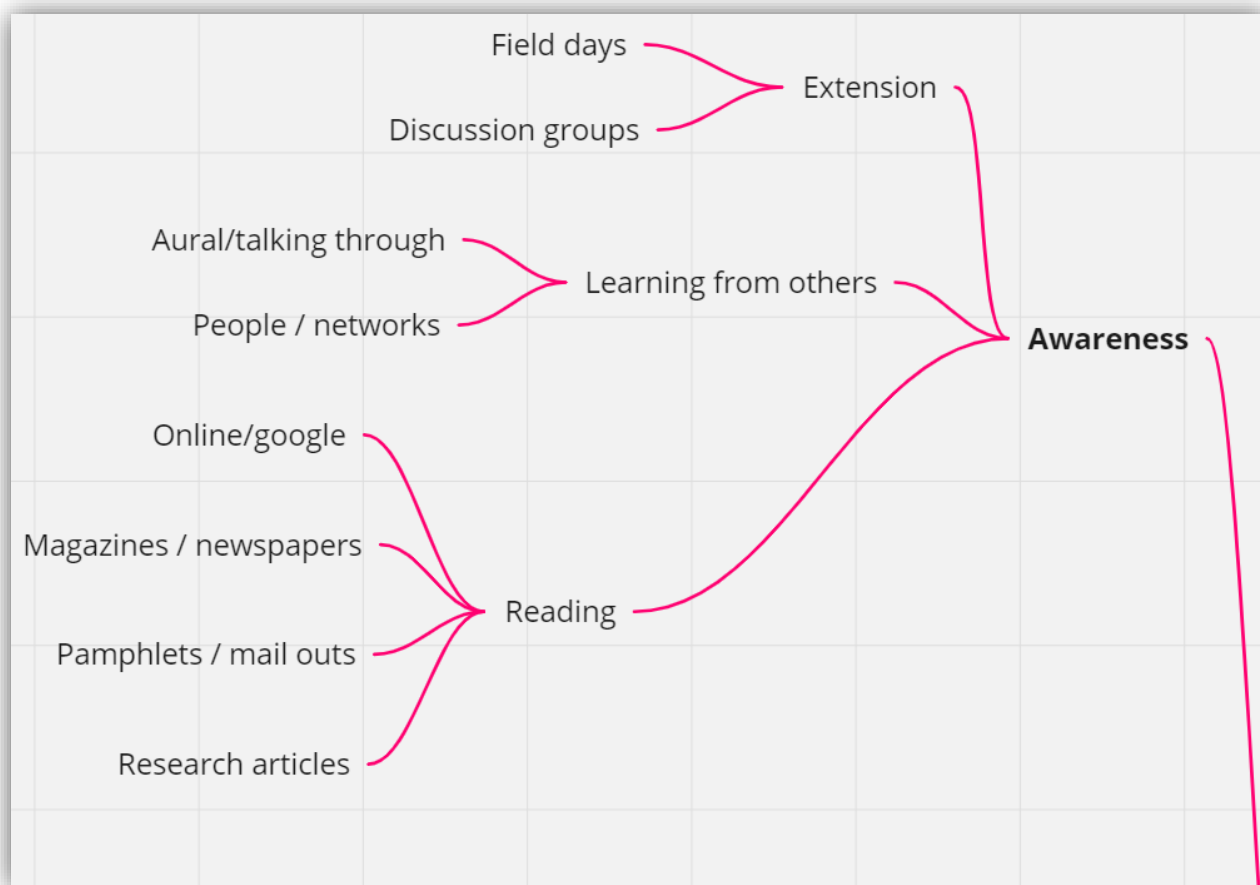 Field days
Extension
Discussion groups
Aural/talking through
Learning from others
People / networks
Awareness
Online/google
Magazines / newspapers
Reading
Pamphlets / mail outs
Research articles